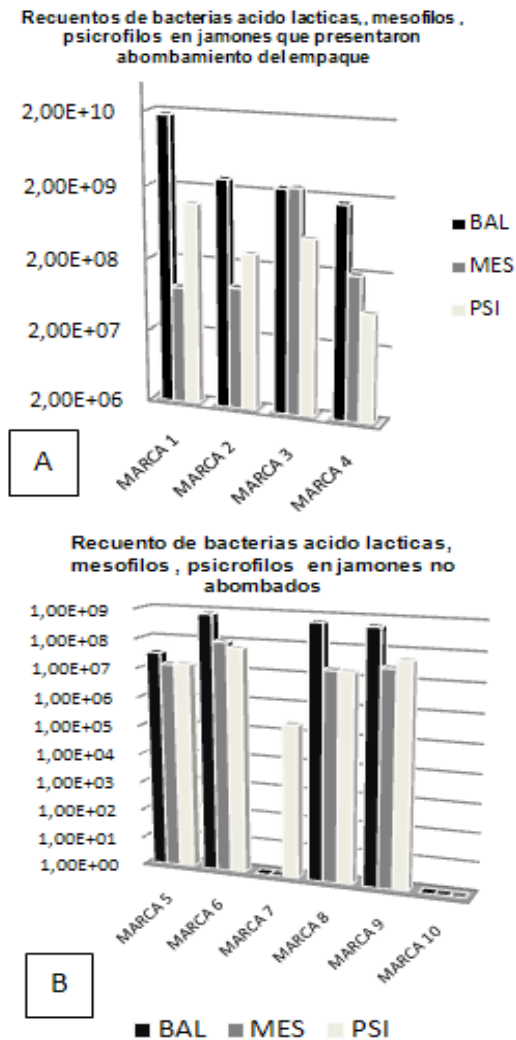 Recuentos de bacterias acido lacticas,, mesofilos ,
psicrofilos en jamones que presentaron
abombamiento del empaque
2,00E+10
2,00E+09
2,00E+08
2,00E+07
2,00E+06
BAL
MES
PSI
MARCA 1
MARCA 2
MARCA 3
MARCA 4
A
Recuento de bacterias acido lacticas,
mesofilos , psicrofilos en jamones no
abombados
1,00E+09
1,00E+08
1,00E+07
1,00E+06
1,00E+05
1,00E+04
1,00E+03
1,00E+02
1,00E+01
1,00E+00
MARCA 5
MARCA 6
MARCA 7
MARCA 8
MARCA 9
MARCA 10
B
BAL MES PSI